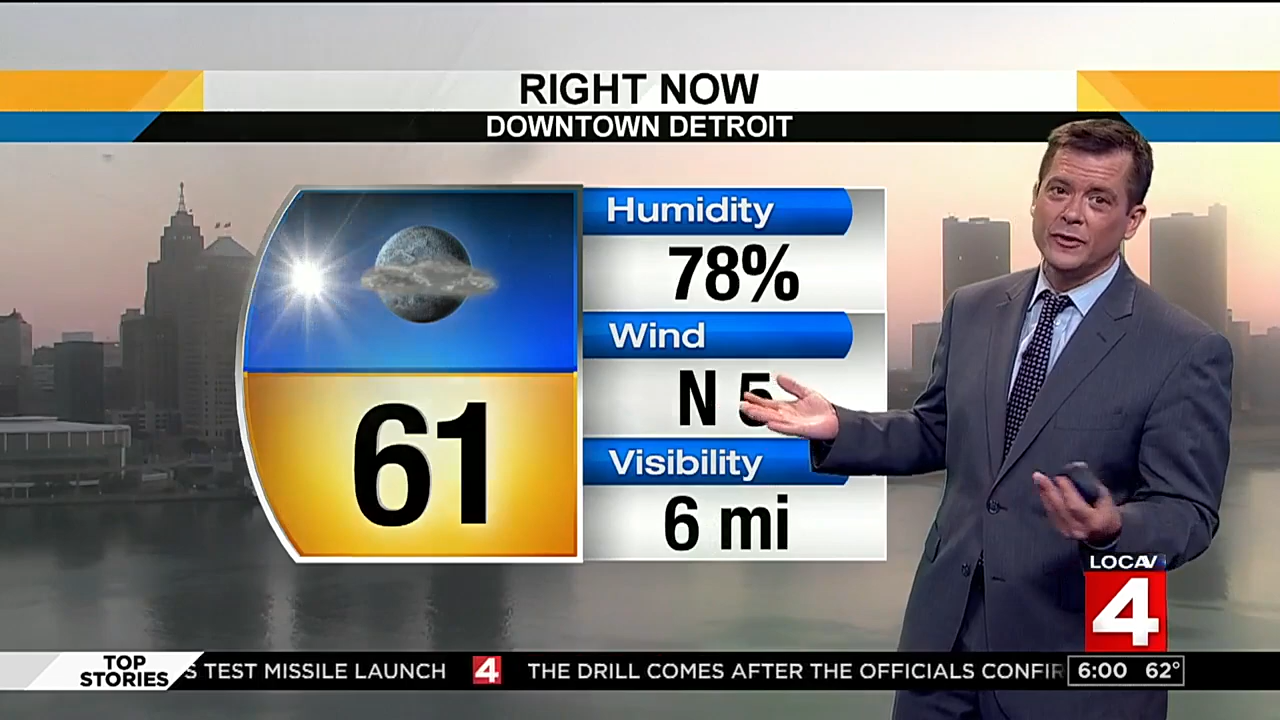 RIGHT NOW
DOWNTOWN DETROIT
Humidity
78%
Wind
N 5
61
Visibility
6 mi
LOCAL
4
TOP STORIES
S TEST MISSILE LAUNCH 4 THE DRILL COMES AFTER THE OFFICIALS CONFIR
6:00 62°